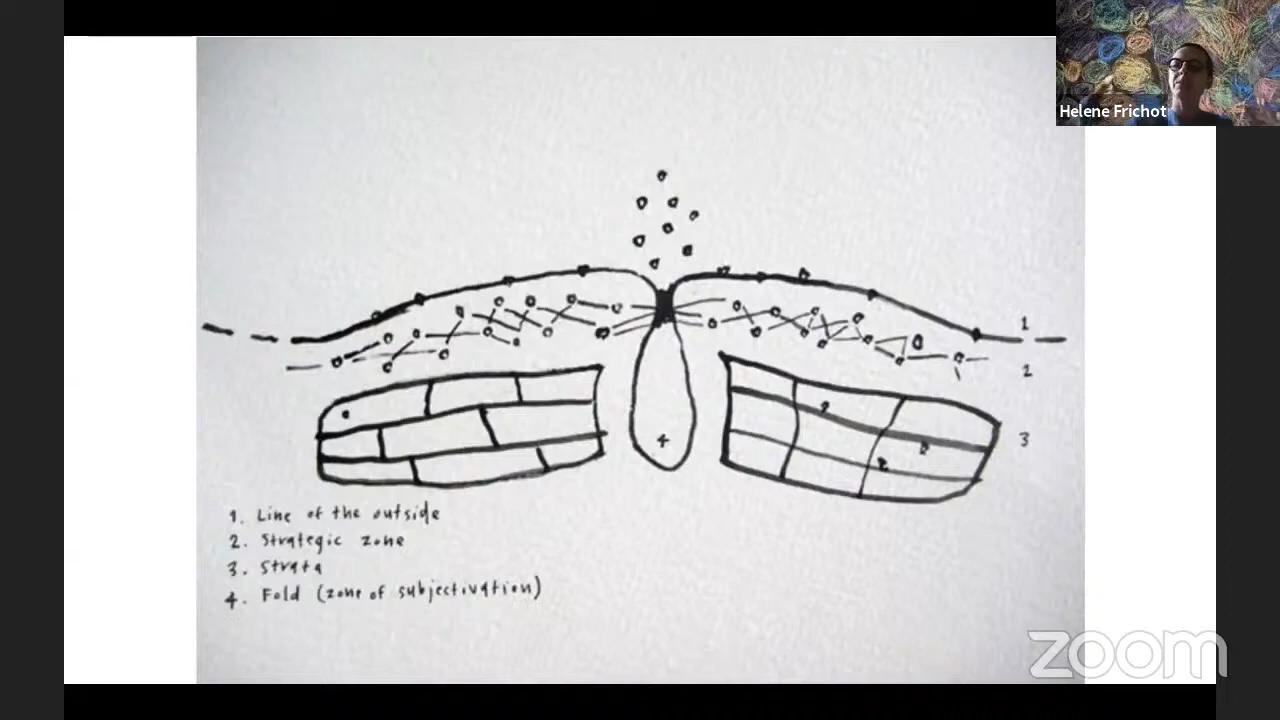 Helene Frichot
1
2
3
4
1. Line of the outside
2. Strategic zone
3. Strata
4. Fold (zone of subjectivation)
zoom